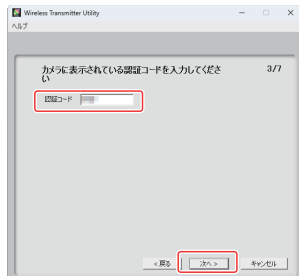 Wireless Transmitter Utility
ヘルプ
カメラに表示されている認証コードを入力してくださ
い
3/7
認証コード
< 戻る
次へ >
キャンセル